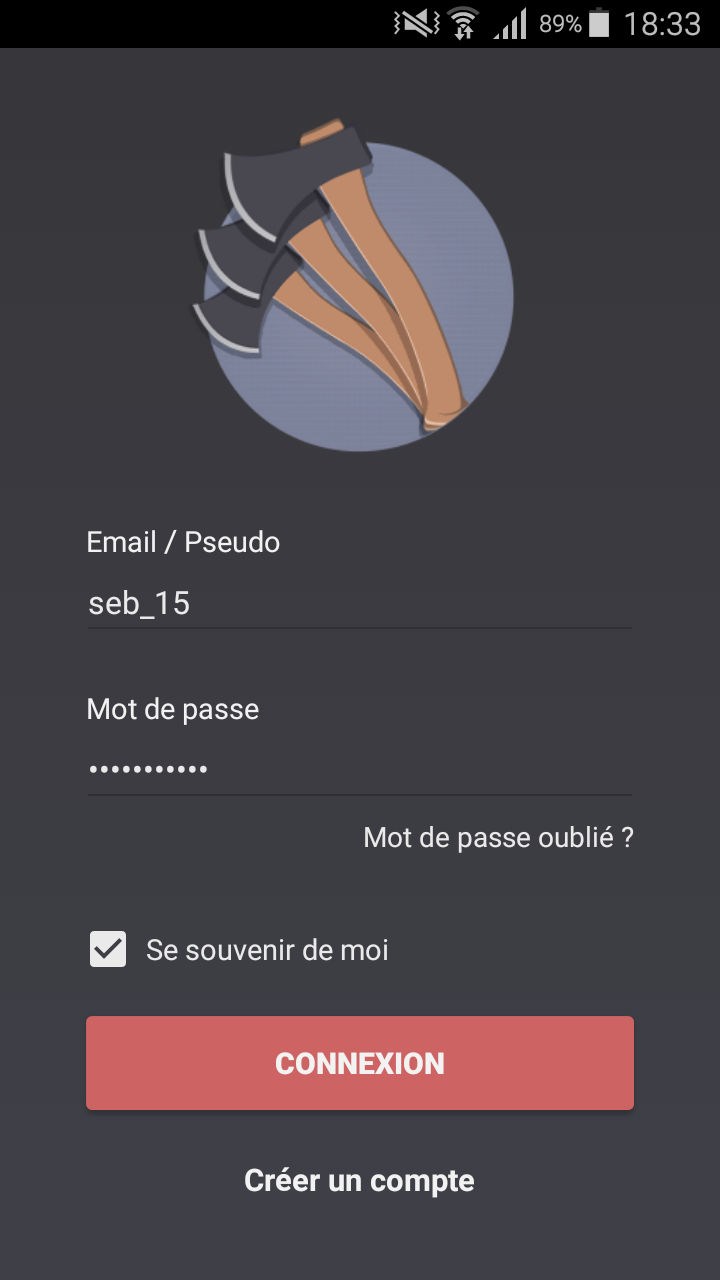 89% 18:33
Email / Pseudo
seb_15
Mot de passe
•••••••••••
Mot de passe oublié ?
Se souvenir de moi
CONNEXION
Créer un compte